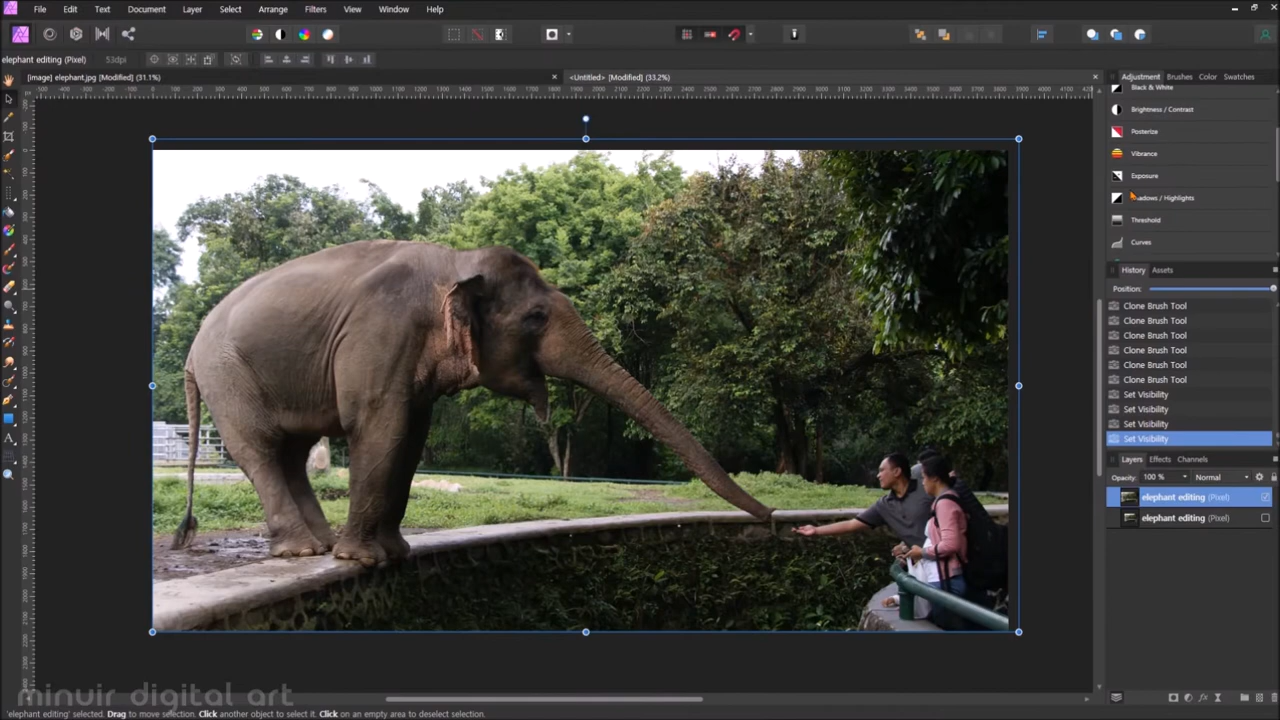 File Edit Text Document Layer Select Arrange Filters View Window Help
elephant editing (Pixel) 53dpi
[Image] elephant.jpg [Modified] (31.1%)
<Untitled> [Modified] (33.2%)
Adjustment Brushes Color Swatches
Black & White
Brightness / Contrast
Posterize
Vibrance
Exposure
Shadows / Highlights
Threshold
Curves
History Assets
Position:
Clone Brush Tool
Clone Brush Tool
Clone Brush Tool
Clone Brush Tool
Clone Brush Tool
Clone Brush Tool
Set Visibility
Set Visibility
Set Visibility
Set Visibility
Layers Effects Channels
Opacity: 100 % Normal
elephant editing (Pixel)
elephant editing (Pixel)
minuir digital art
'elephant editing' selected. Drag to move selection. Click another object to select it. Click on an empty area to deselect selection.